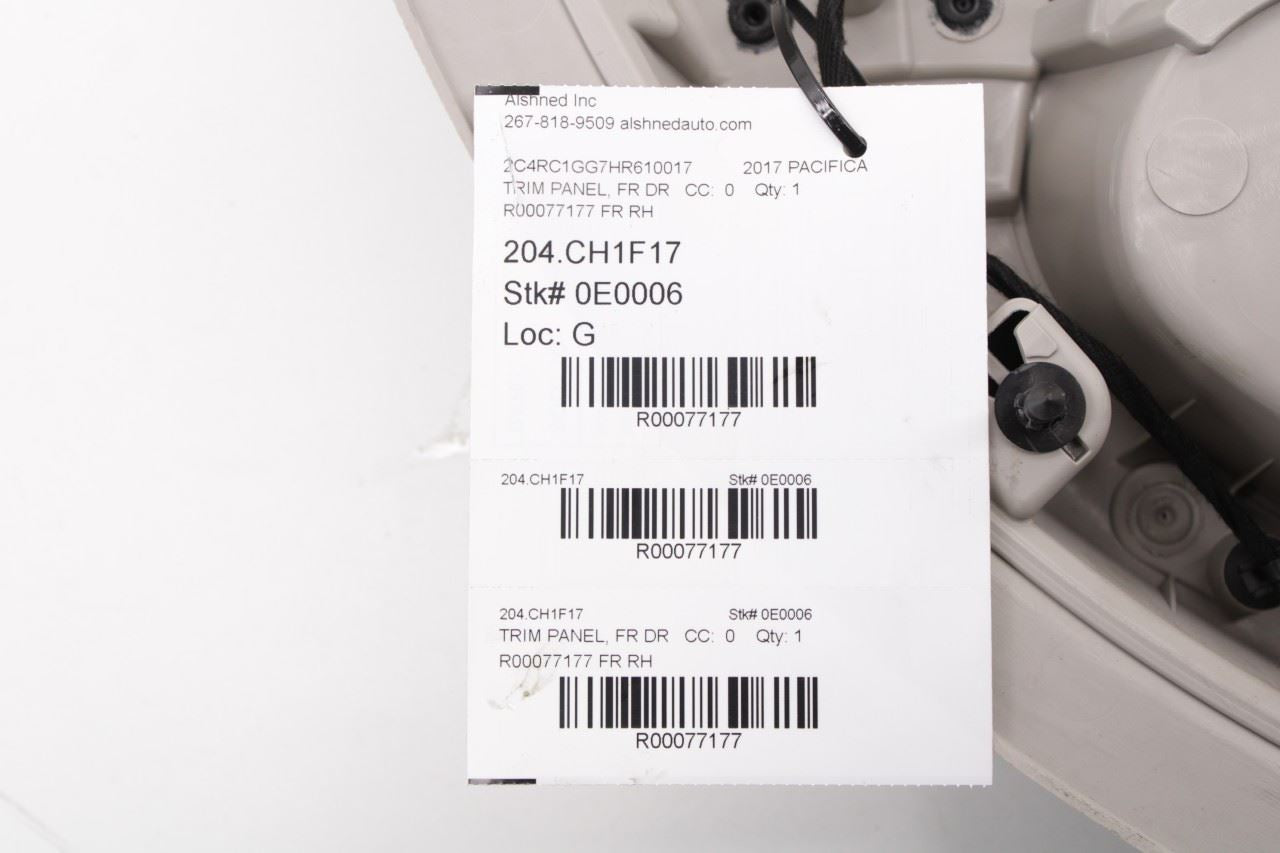 Alshned Inc
267-818-9509 alshnedauto.com
2C4RC1GG7HR610017 2017 PACIFICA
TRIM PANEL, FR DR CC: 0 Qty: 1
R00077177 FR RH
204.CH1F17
Stk# 0E0006
Loc: G
R00077177
204.CH1F17 Stk# 0E0006
R00077177
204.CH1F17 Stk# 0E0006
TRIM PANEL, FR DR CC: 0 Qty: 1
R00077177 FR RH
R00077177